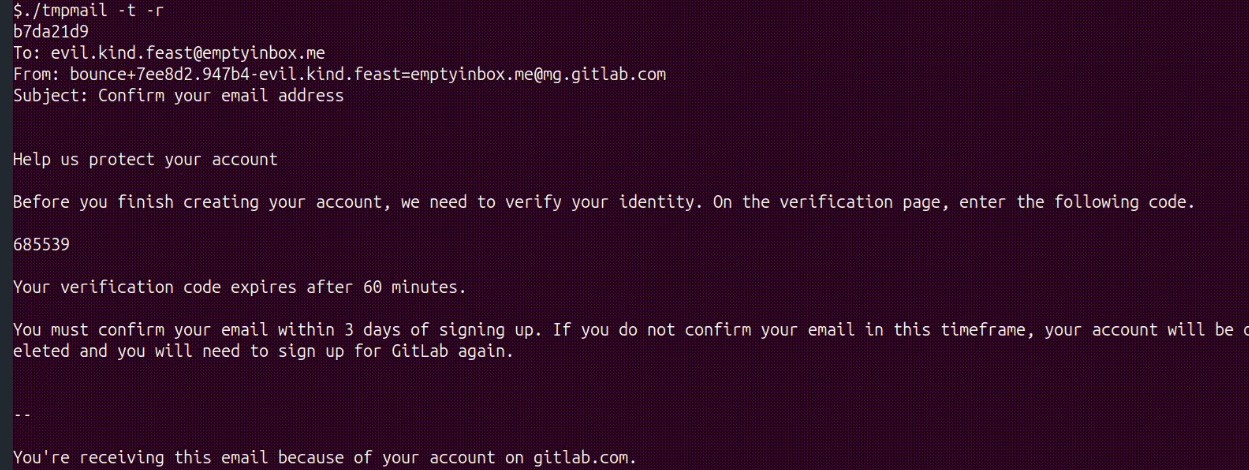 $./tmpmail -t -r
b7da21d9
To: evil.kind.feast@emptyinbox.me
From: bounce+7ee8d2.947b4-evil.kind.feast=emptyinbox.me@mg.gitlab.com
Subject: Confirm your email address
Help us protect your account
Before you finish creating your account, we need to verify your identity. On the verification page, enter the following code.
685539
Your verification code expires after 60 minutes.
You must confirm your email within 3 days of signing up. If you do not confirm your email in this timeframe, your account will be
eleted and you will need to sign up for GitLab again.
--
You're receiving this email because of your account on gitlab.com.